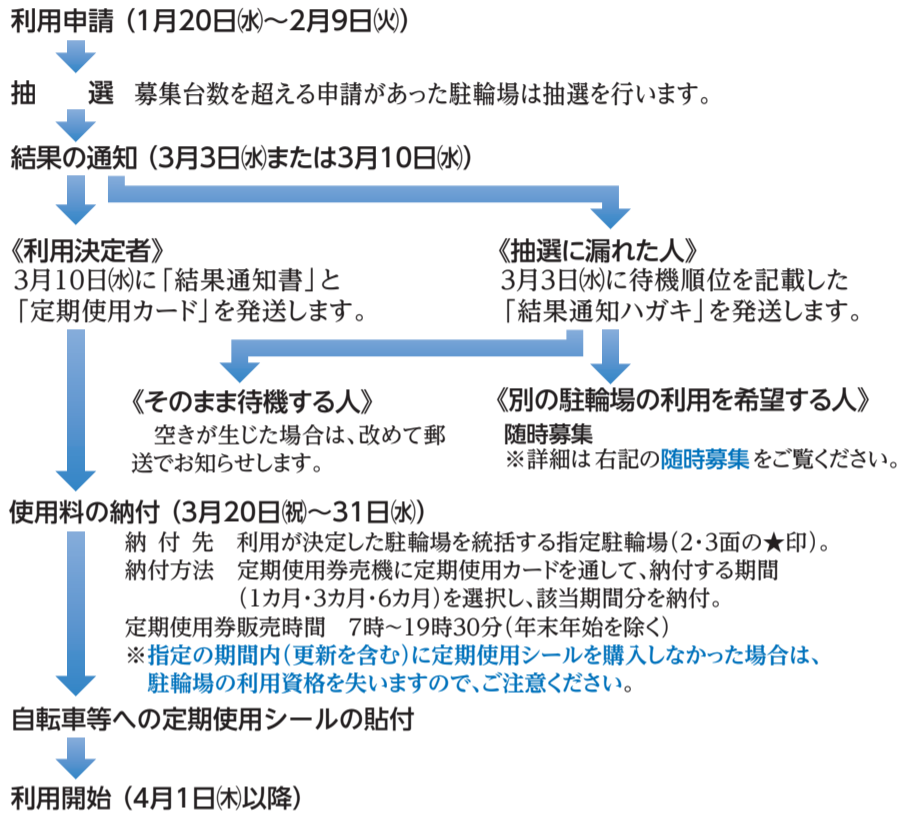 利用申請（1月20日㈬～2月9日㈫）
抽　　選　募集台数を超える申請があった駐輪場は抽選を行います。
結果の通知（3月3日㈬または3月10日㈬）
《利用決定者》
3月10日㈬に「結果通知書」と
「定期使用カード」を発送します。
《抽選に漏れた人》
3月3日㈬に待機順位を記載した
「結果通知ハガキ」を発送します。
《そのまま待機する人》
空きが生じた場合は、改めて郵
送でお知らせします。
《別の駐輪場の利用を希望する人》
随時募集
※詳細は右記の随時募集をご覧ください。
使用料の納付（3月20日㈷～31日㈬）
納 付 先　利用が決定した駐輪場を統括する指定駐輪場（2・3面の★印）。
納付方法　定期使用券売機に定期使用カードを通して、納付する期間
（1カ月・3カ月・6カ月）を選択し、該当期間分を納付。
定期使用券販売時間　7時～19時30分（年末年始を除く）
※指定の期間内（更新を含む）に定期使用シールを購入しなかった場合は、
駐輪場の利用資格を失いますので、ご注意ください。
自転車等への定期使用シールの貼付
利用開始（4月1日㈭以降）